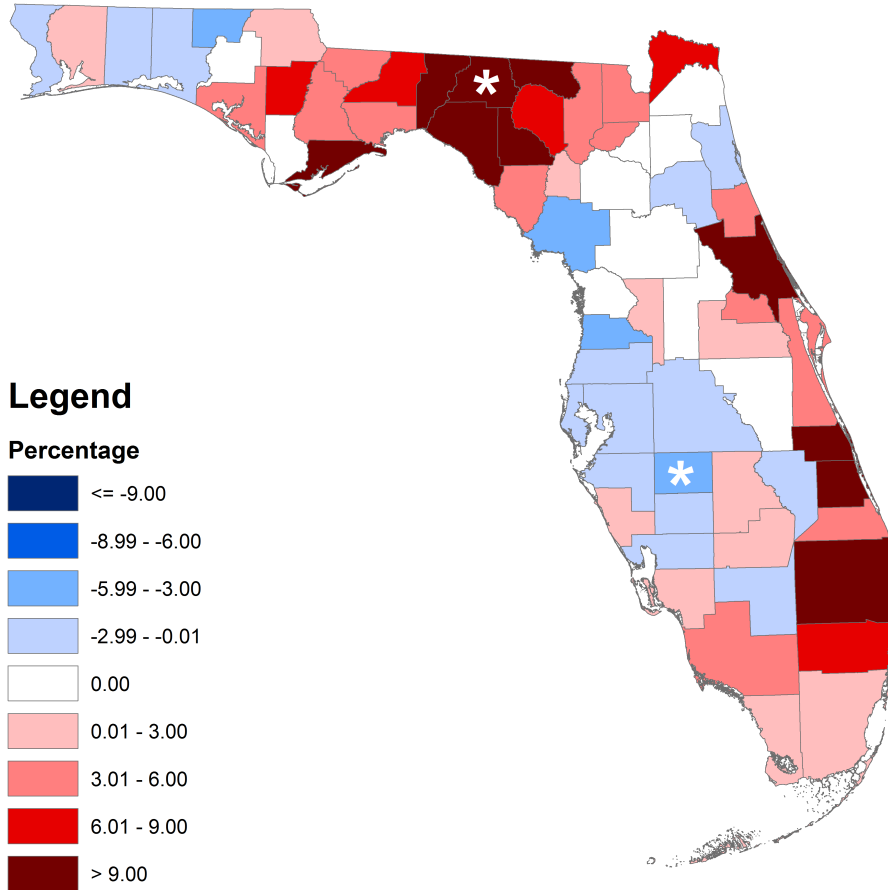 *
*
Legend
Percentage
<= -9.00
-8.99 - -6.00
-5.99 - -3.00
-2.99 - -0.01
0.00
0.01 - 3.00
3.01 - 6.00
6.01 - 9.00
> 9.00